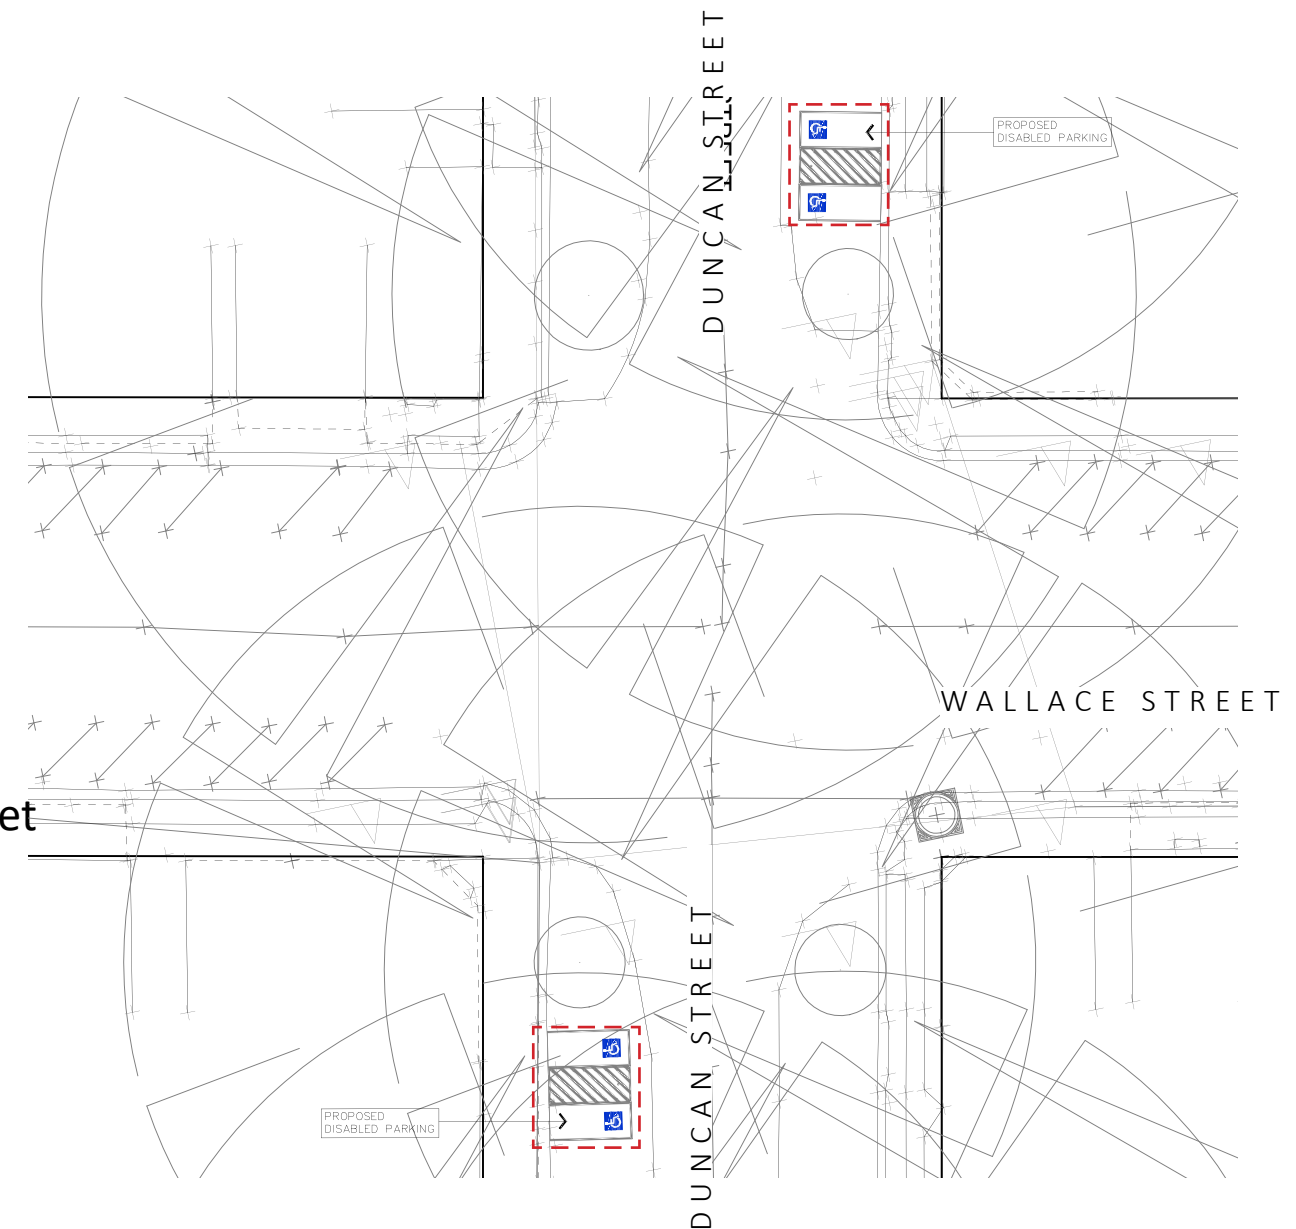 DUNCAN STREET
PROPOSED
DISABLED PARKING
WALLACE STREET
et
DUNCAN STREET
PROPOSED
DISABLED PARKING